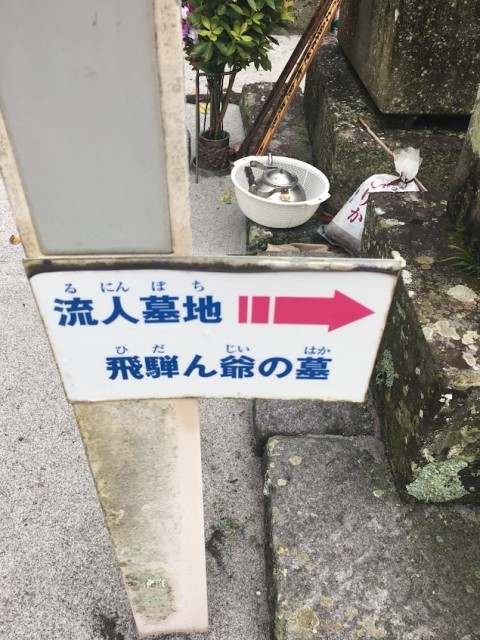 る にん ぼ ち
流人墓地
ひ だ じい はか
飛騨ん爺の墓